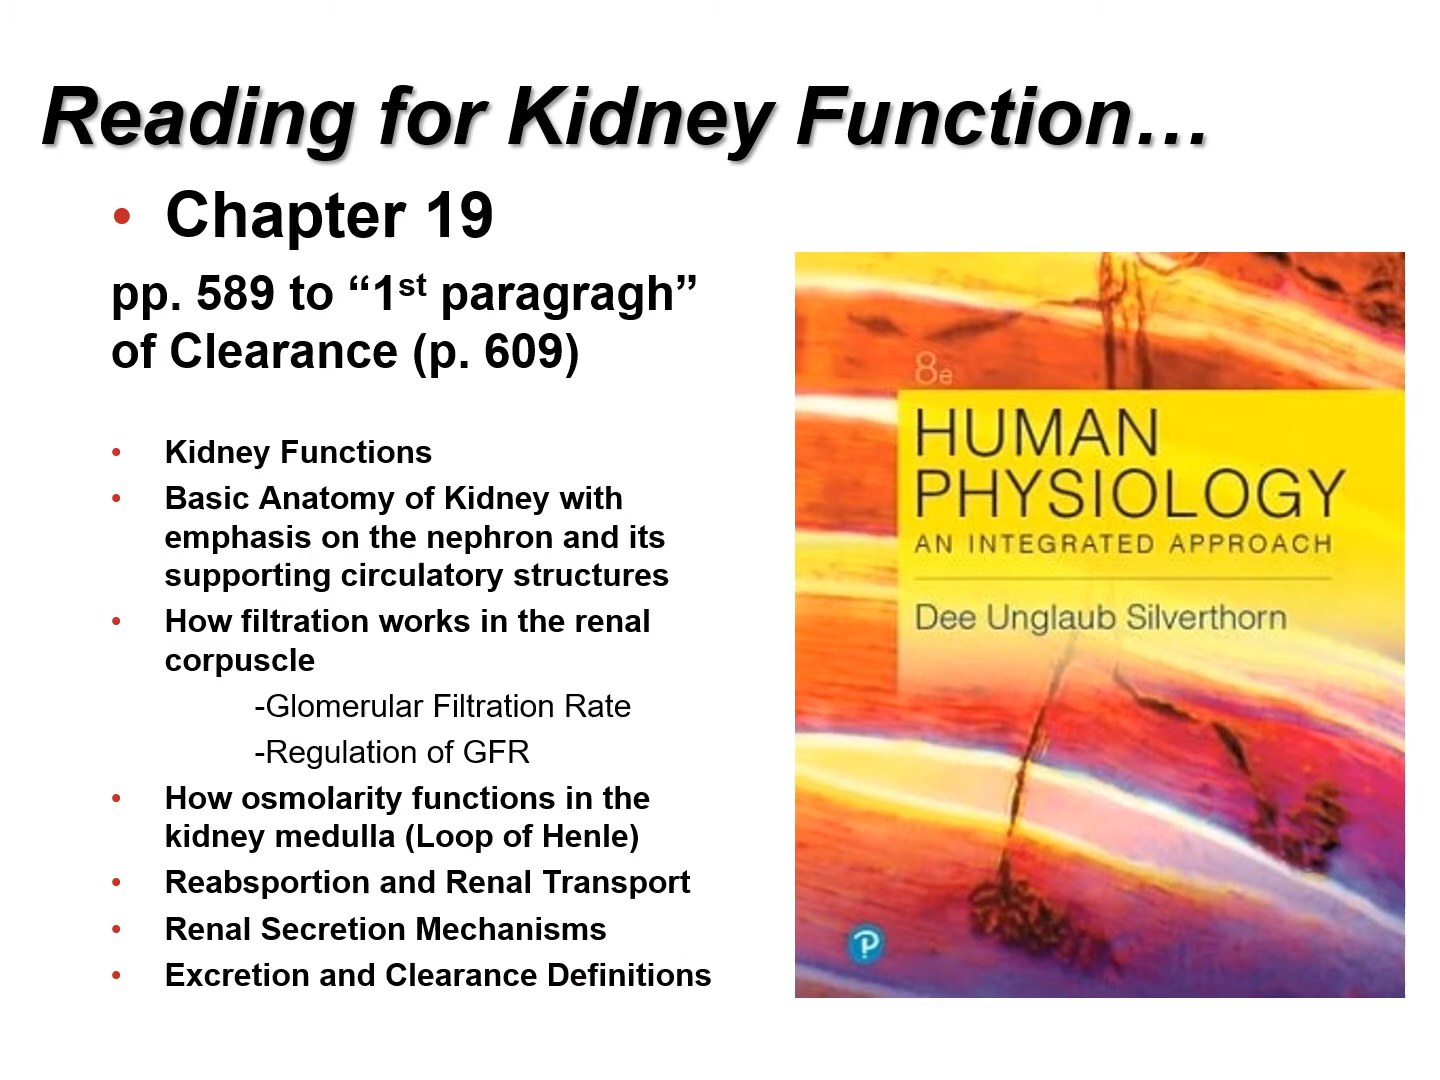 Reading for Kidney Function…
• Chapter 19
pp. 589 to “1st paragragh”
of Clearance (p. 609)
• Kidney Functions
• Basic Anatomy of Kidney with
emphasis on the nephron and its
supporting circulatory structures
• How filtration works in the renal
corpuscle
-Glomerular Filtration Rate
-Regulation of GFR
• How osmolarity functions in the
kidney medulla (Loop of Henle)
• Reabsportion and Renal Transport
• Renal Secretion Mechanisms
• Excretion and Clearance Definitions
8e
HUMAN
PHYSIOLOGY
AN INTEGRATED APPROACH
Dee Unglaub Silverthorn
P